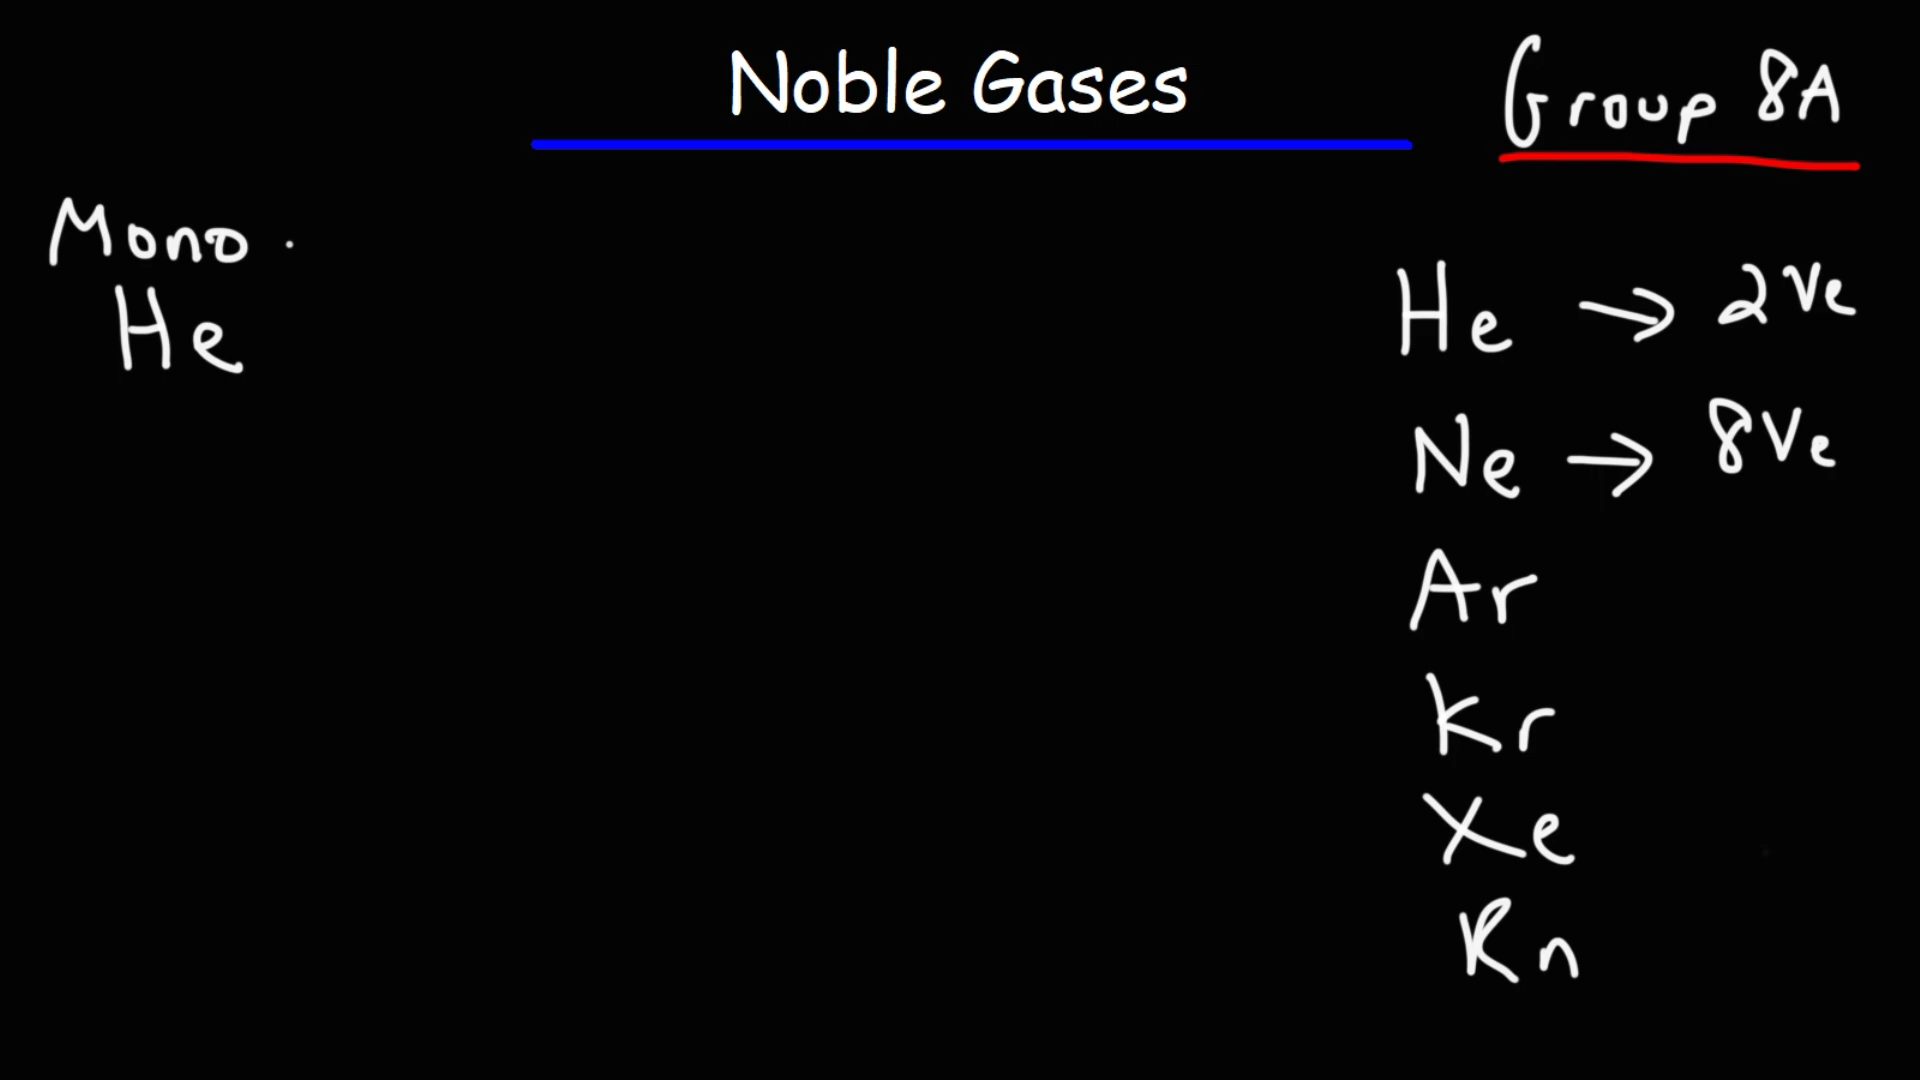 Noble Gases
Group 8A
Mono.
He
He → 2Ve
Ne → 8Ve
Ar
Kr
Xe
Rn